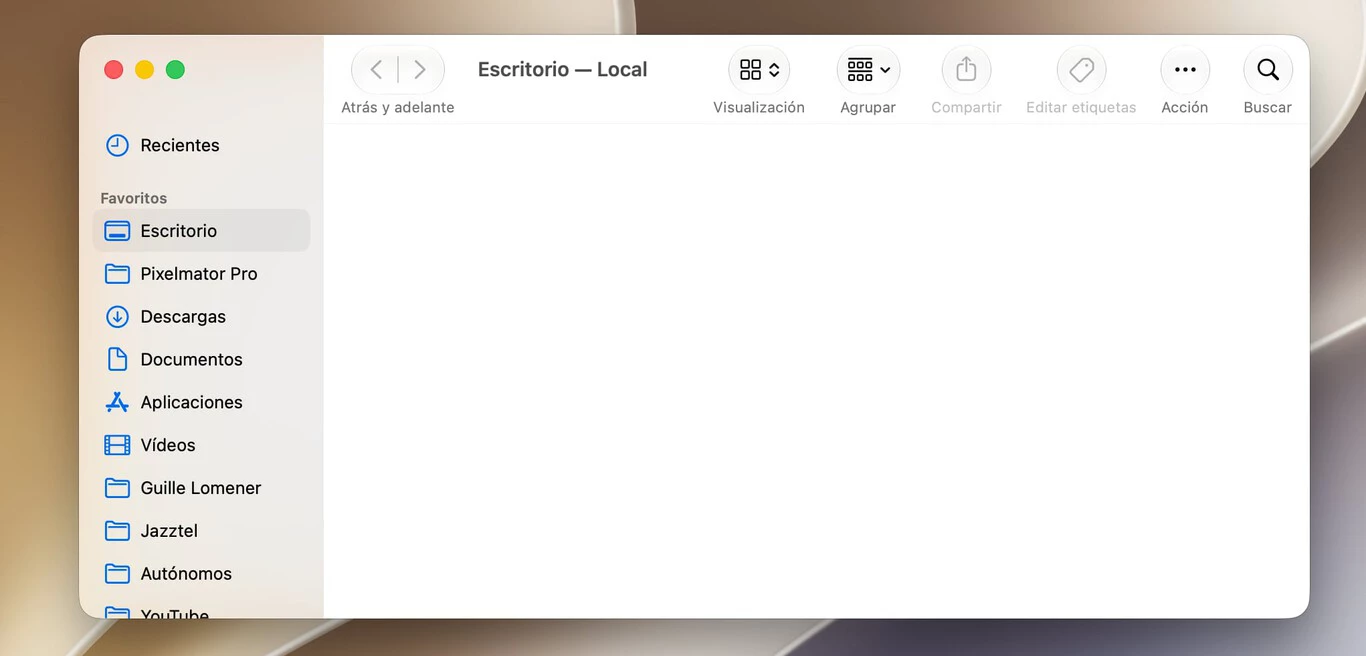 Escritorio — Local
Atrás y adelante
Visualización
Agrupar
Compartir
Editar etiquetas
Acción
Buscar
Recientes
Favoritos
Escritorio
Pixelmator Pro
Descargas
Documentos
Aplicaciones
Vídeos
Guille Lomener
Jazztel
Autónomos
YouTube